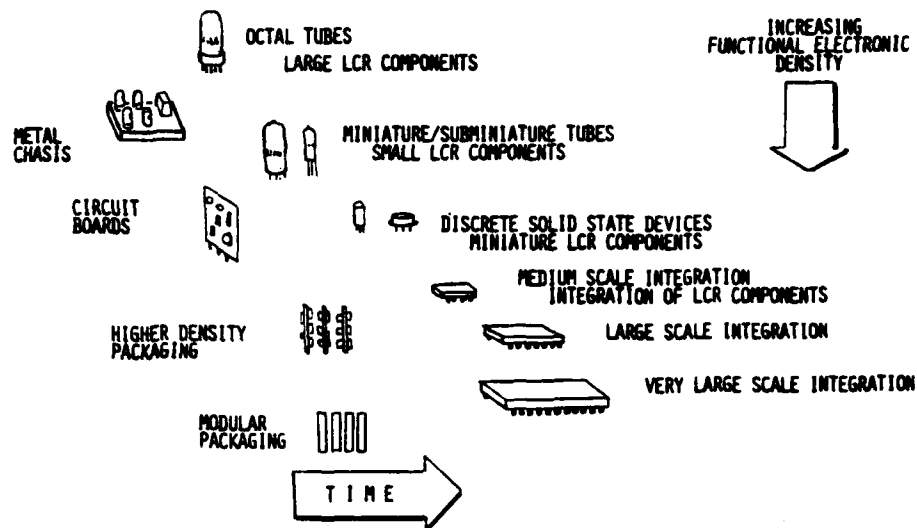 OCTAL TUBES
LARGE LCR COMPONENTS
INCREASING
FUNCTIONAL ELECTRONIC
DENSITY
METAL
CHASIS
MINIATURE/SUBMINIATURE TUBES
SMALL LCR COMPONENTS
CIRCUIT
BOARDS
DISCRETE SOLID STATE DEVICES
MINIATURE LCR COMPONENTS
MEDIUM SCALE INTEGRATION
INTEGRATION OF LCR COMPONENTS
HIGHER DENSITY
PACKAGING
LARGE SCALE INTEGRATION
VERY LARGE SCALE INTEGRATION
MODULAR
PACKAGING
TIME